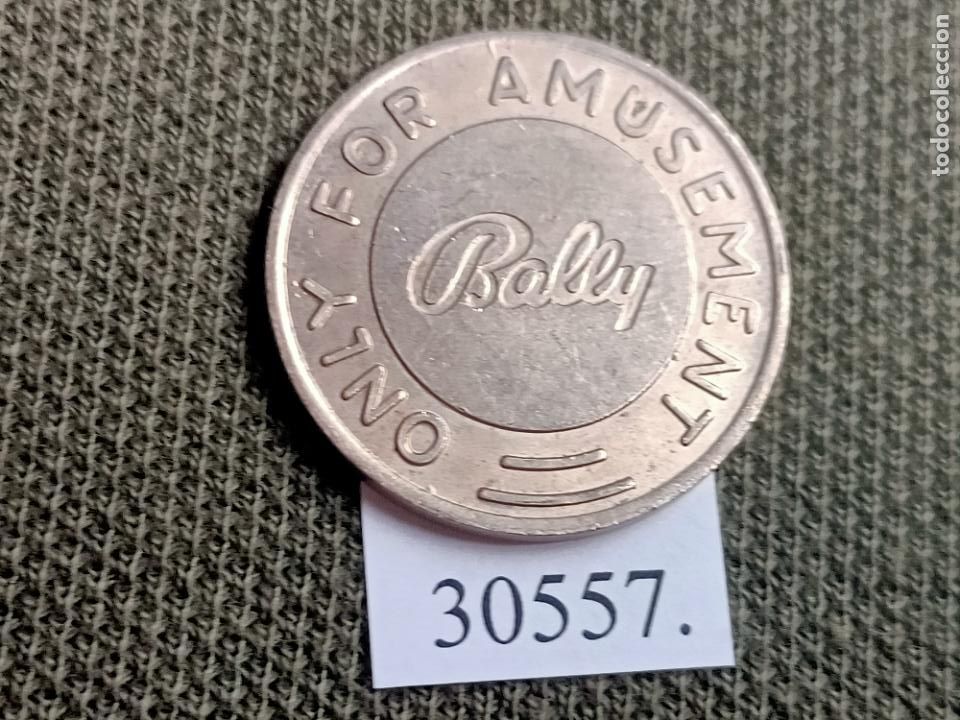 ONLY FOR AMUSEMENT
Bally
30557.
todocoleccion